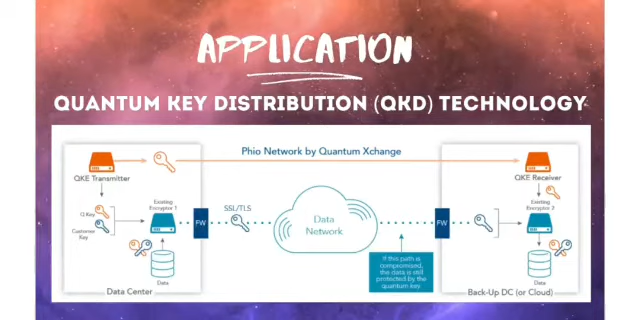 APPLICATION
QUANTUM KEY DISTRIBUTION (QKD) TECHNOLOGY
Phio Network by Quantum Xchange
QKE Transmitter
QKE Receiver
Existing
Encryptor 1
Q Key
Customer
Key
FW
SSL/TLS
Data
Network
FW
Existing
Encryptor 2
If this path is
compromised,
the data is still
protected by the
quantum key
Data
Data
Data Center
Back-Up DC (or Cloud)